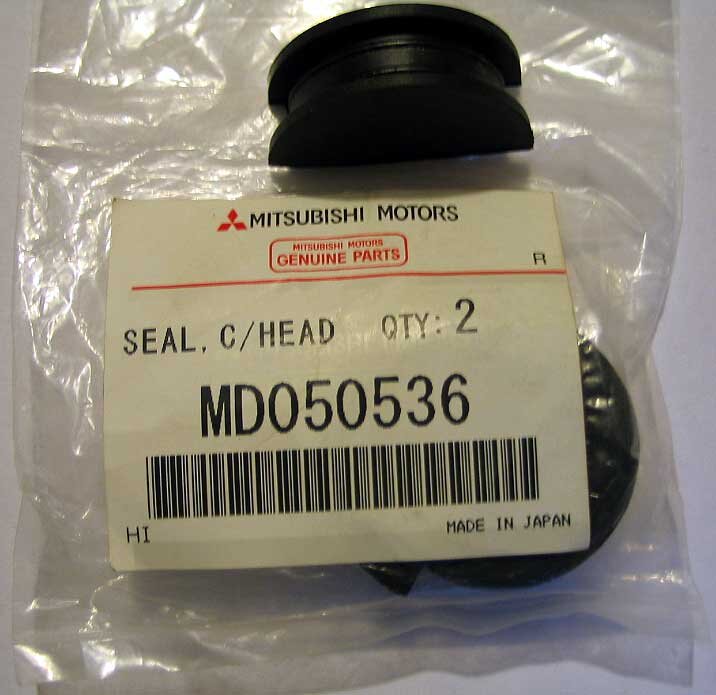 MITSUBISHI MOTORS
MITSUBISHI MOTORS
GENUINE PARTS
R
SEAL, C/HEAD QTY: 2
MD050536
HI MADE IN JAPAN